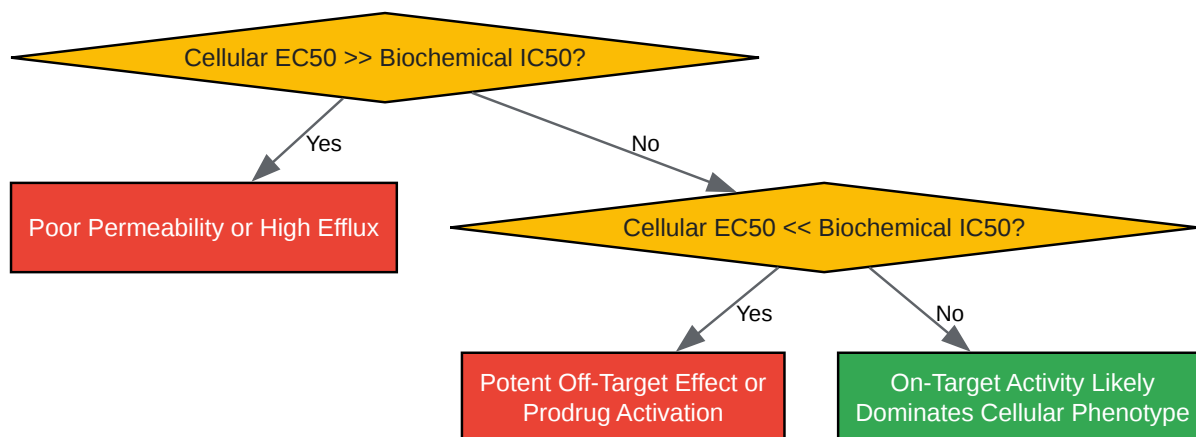 Cellular EC50 >> Biochemical IC50?
Yes
No
Poor Permeability or High Efflux
Cellular EC50 << Biochemical IC50?
Yes
No
Potent Off-Target Effect or
Prodrug Activation
On-Target Activity Likely
Dominates Cellular Phenotype